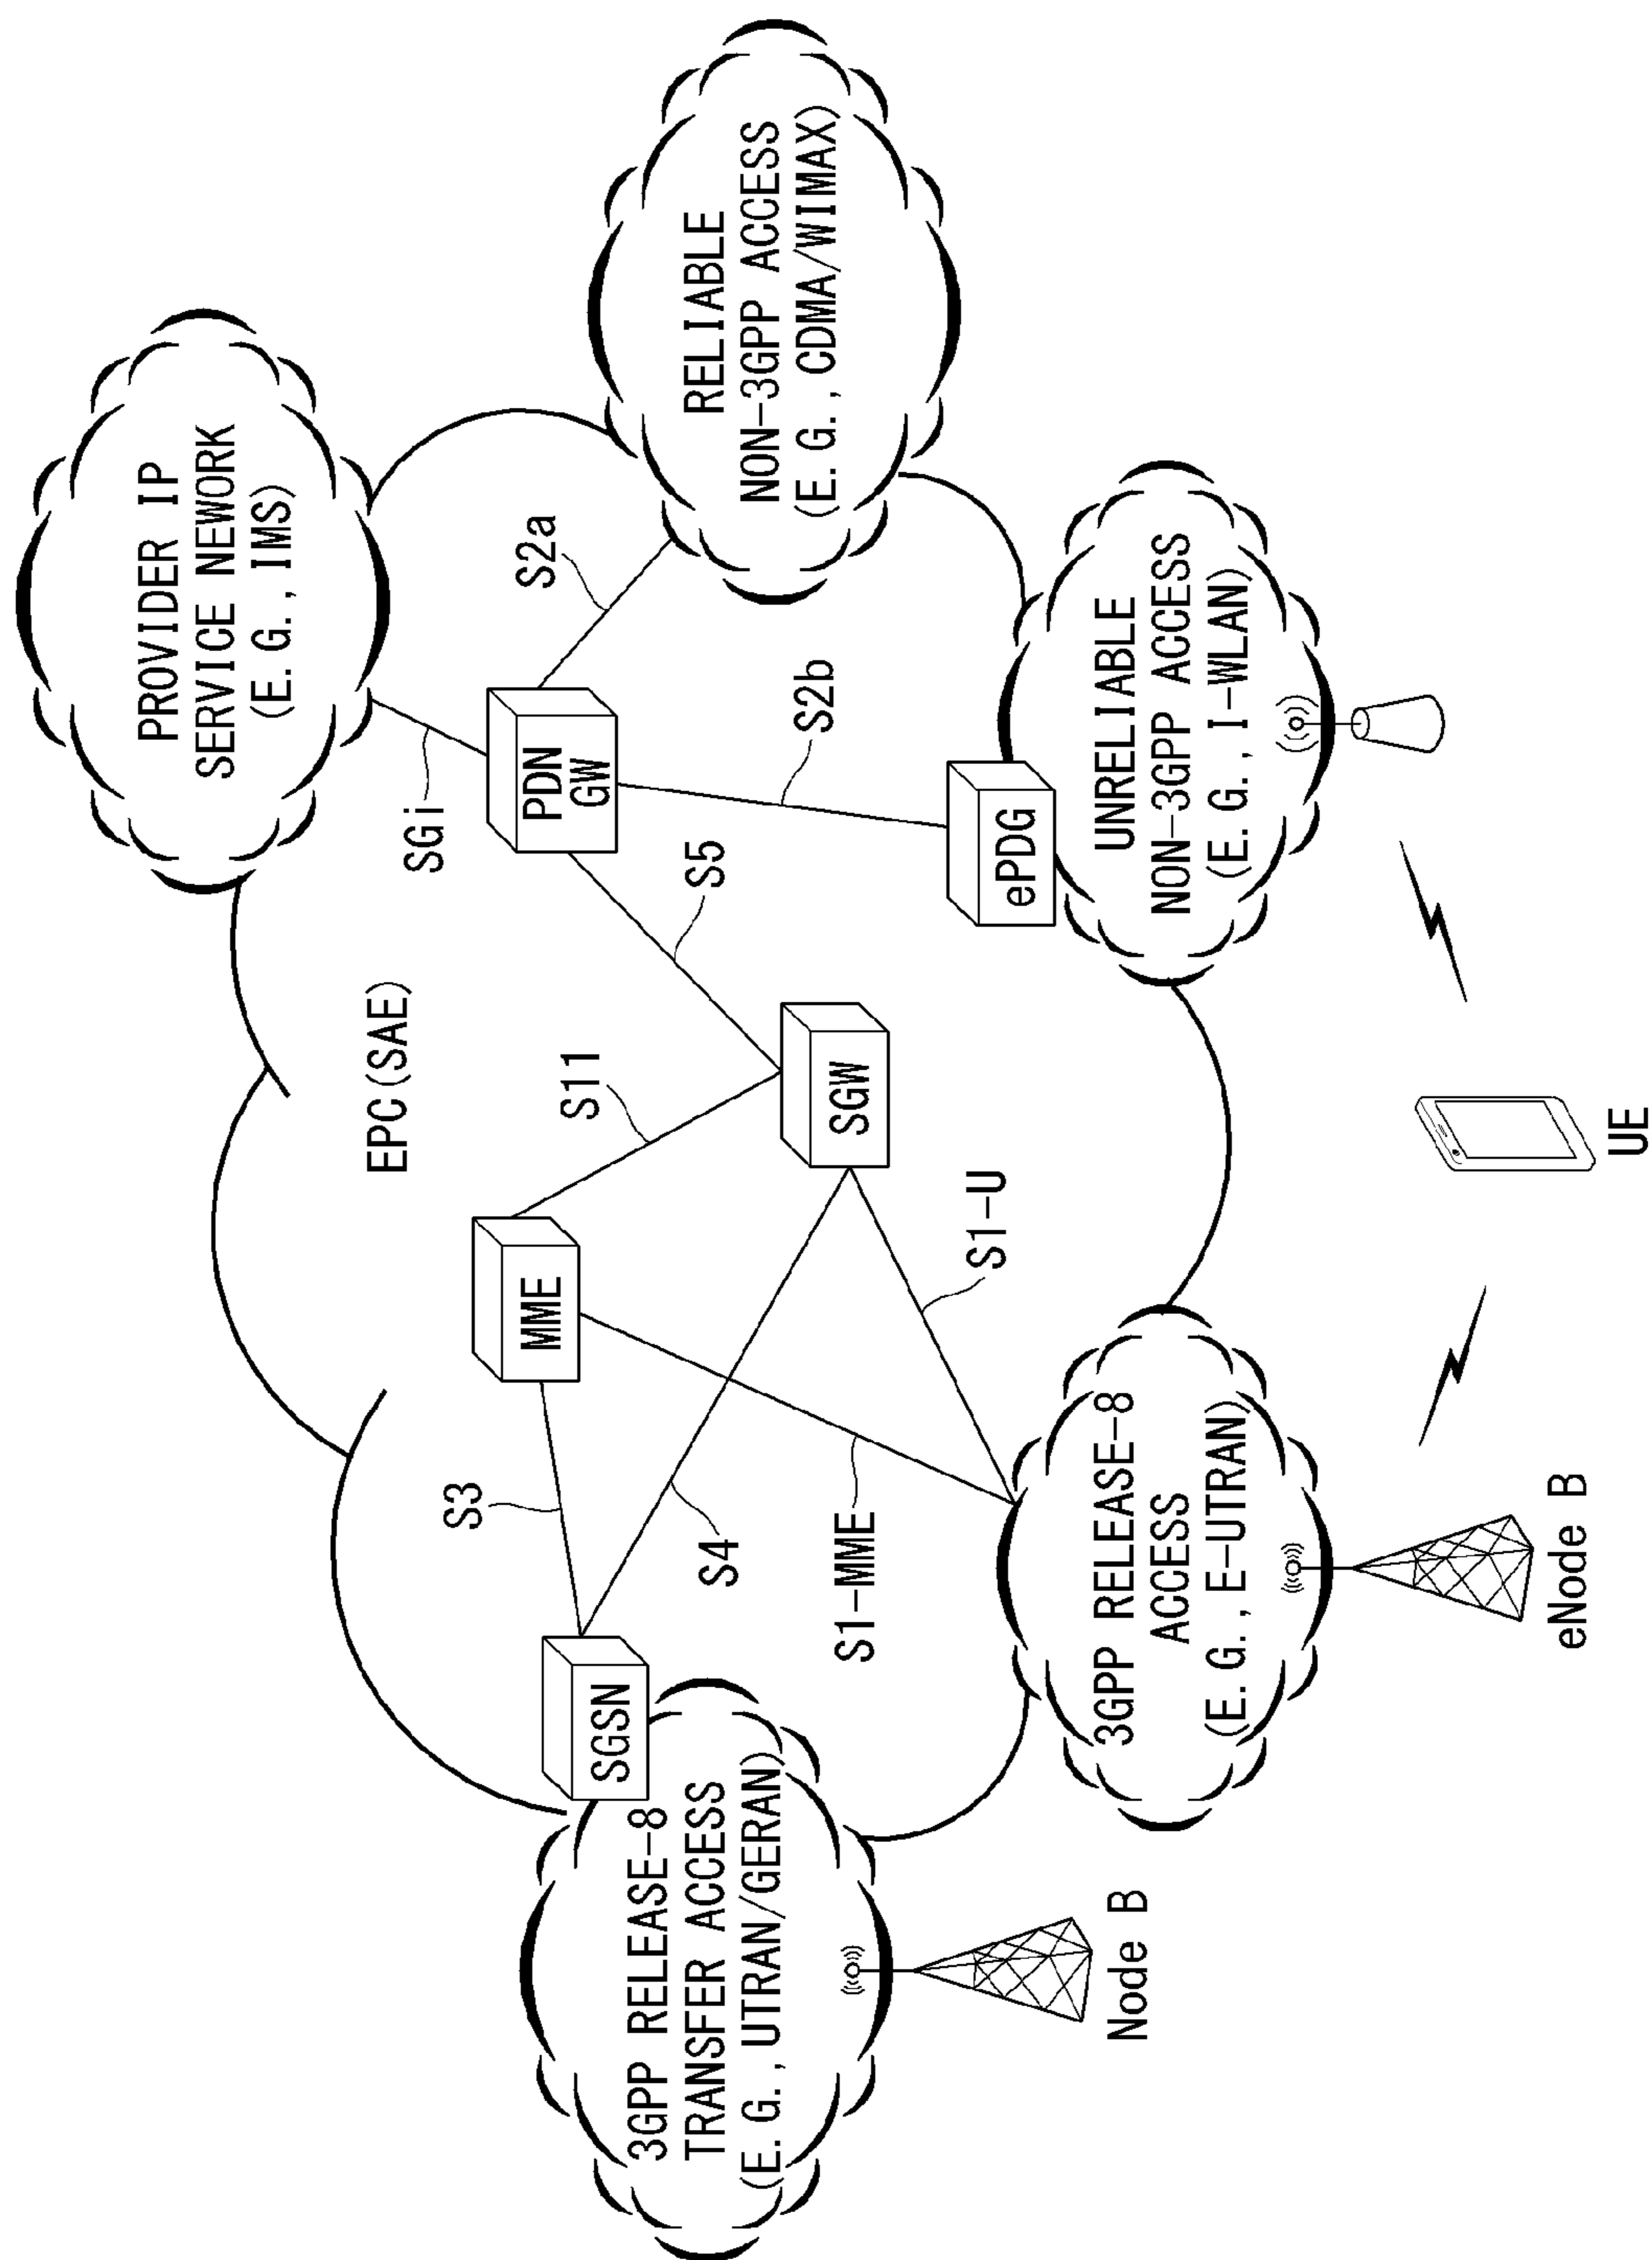 PROVIDER IP
SERVICE NETWORK
(E. G., IMS)
EPC(SAE)
SGi
S2a
S3
MME
S11
PDN
GW
RELIABLE
NON-3GPP ACCESS
(E. G., CDMA/WIMAX)
SGSN
S4
S5
S2b
3GPP RELEASE-8
TRANSFER ACCESS
(E. G., UTRAN/GERAN)
S1-MME
SGW
S1-U
ePDG
Node B
3GPP RELEASE-8
ACCESS
(E. G., E-UTRAN)
UNRELIABLE
NON-3GPP ACCESS
(E. G., I-WLAN)
eNode B
UE